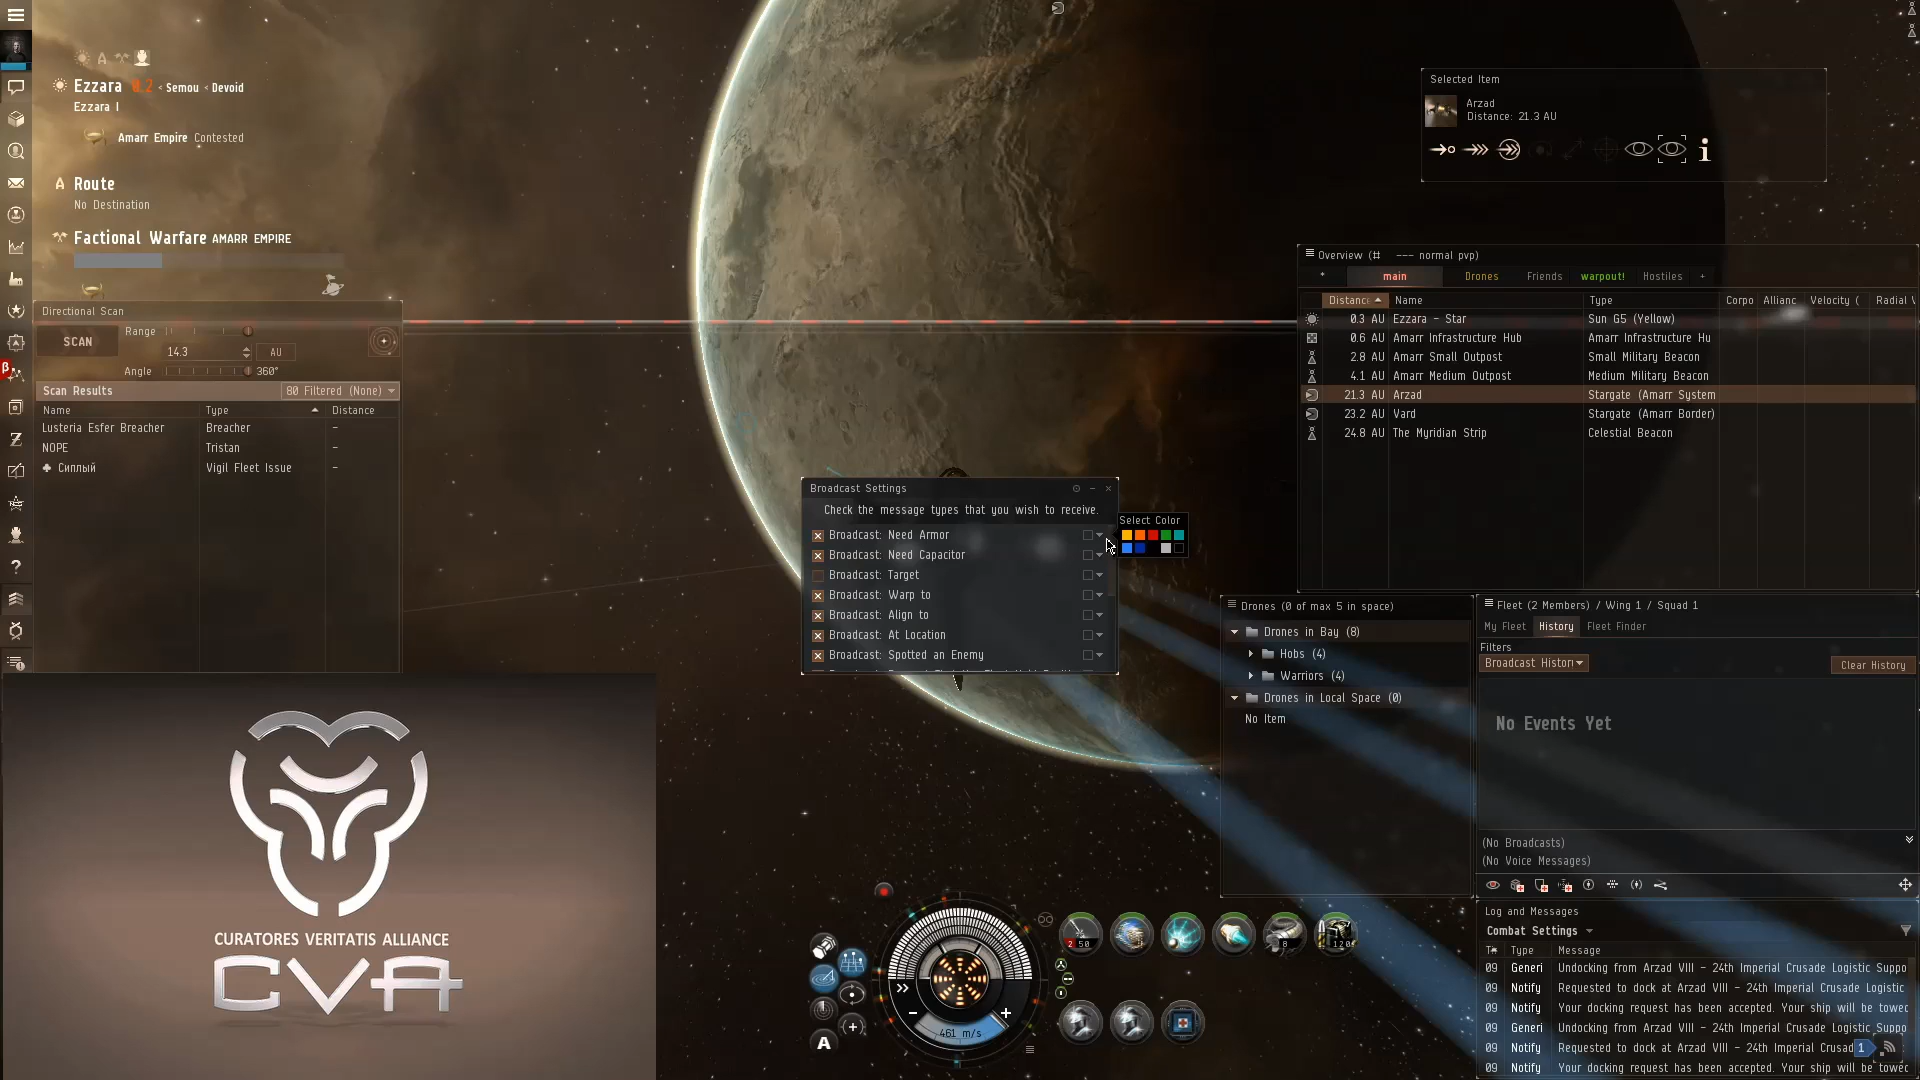 Ezzara 0.2 < Semou < Devoid
Ezzara I
Amarr Empire Contested
Route
No Destination
Factional Warfare AMARR EMPIRE
Directional Scan
SCAN
Range
14.3
AU
Angle
360°
Scan Results
80 Filtered (None)
Name Type Distance
Lusteria Esfer Breacher Breacher –
NOPE Tristan –
Сиплый Vigil Fleet Issue –
β
Z
?
CURATORES VERITATIS ALLIANCE
CVA
Selected Item
Arzad
Distance: 21.3 AU
Overview (# --- normal pvp)
* main Drones Friends warpout! Hostiles +
Distanc Name Type Corpo Allianc Velocity (
Radial V
0.3 AU Ezzara - Star Sun G5 (Yellow)
0.6 AU Amarr Infrastructure Hub Amarr Infrastructure Hu
2.8 AU Amarr Small Outpost Small Military Beacon
4.1 AU Amarr Medium Outpost Medium Military Beacon
21.3 AU Arzad Stargate (Amarr System
23.2 AU Vard Stargate (Amarr Border)
24.8 AU The Myridian Strip Celestial Beacon
Broadcast Settings
Check the message types that you wish to receive.
Broadcast: Need Armor
Broadcast: Need Capacitor
Broadcast: Target
Broadcast: Warp to
Broadcast: Align to
Broadcast: At Location
Broadcast: Spotted an Enemy
Select Color
Drones (0 of max 5 in space)
Drones in Bay (8)
Hobs (4)
Warriors (4)
Drones in Local Space (0)
No Item
Fleet (2 Members) / Wing 1 / Squad 1
My Fleet History Fleet Finder
Filters
Broadcast Histor
Clear History
No Events Yet
(No Broadcasts)
(No Voice Messages)
461 m/s
A
2 50
8
120
Log and Messages
Combat Settings
Type Message
09 Generi Undocking from Arzad VIII - 24th Imperial Crusade Logistic Suppo
09 Notify Requested to dock at Arzad VIII - 24th Imperial Crusade Logistic
09 Notify Your docking request has been accepted. Your ship will be towed
09 Generi Undocking from Arzad VIII - 24th Imperial Crusade Logistic Suppo
09 Notify Requested to dock at Arzad VIII - 24th Imperial Crusad
1
09 Notify Your docking request has been accepted. Your ship will be towed